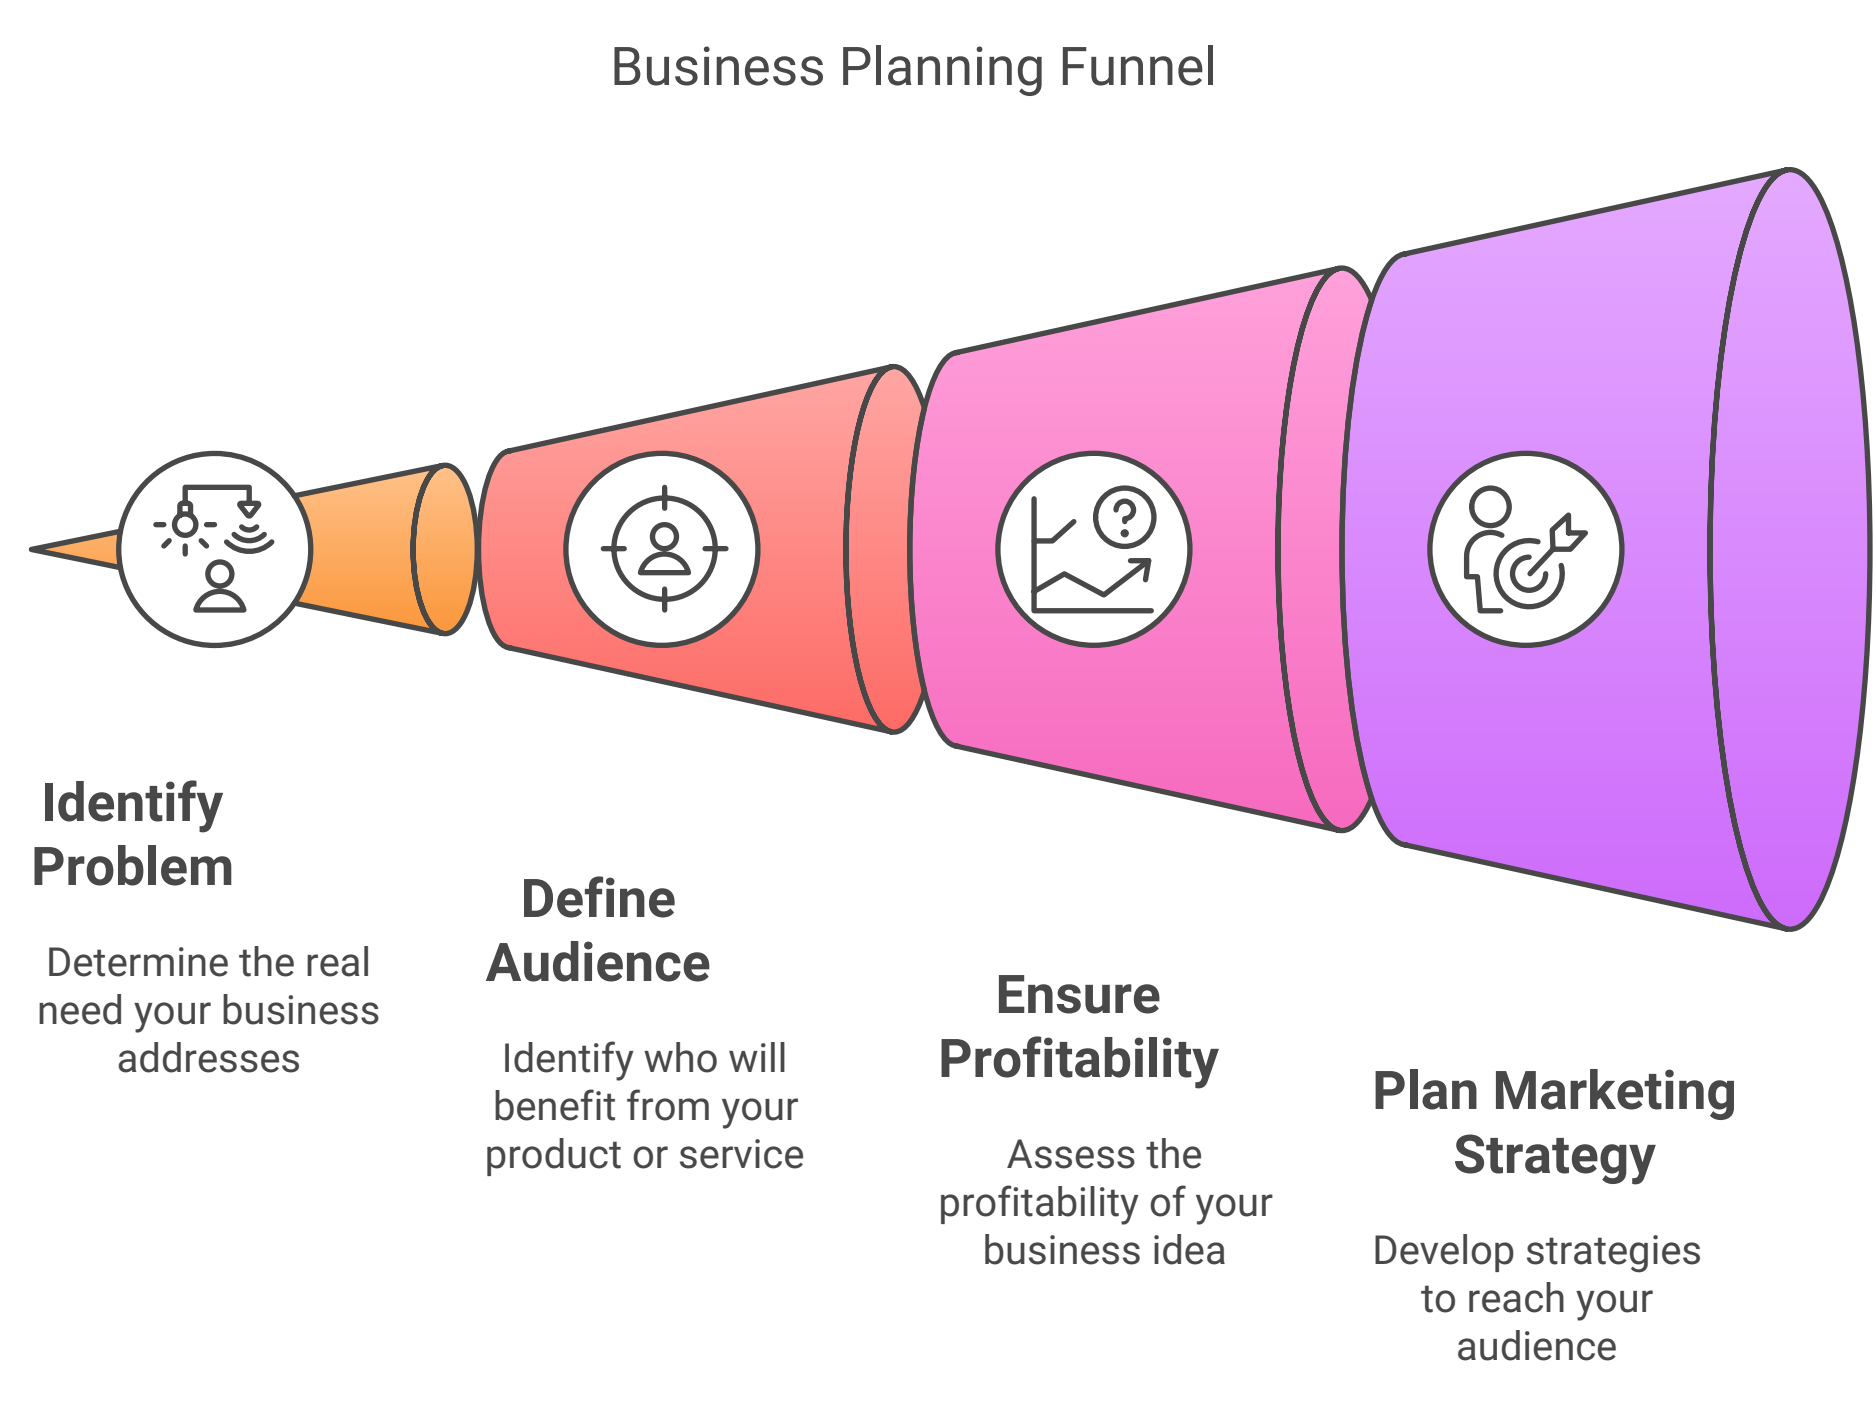 Business Planning Funnel
Identify
Problem
Determine the real
need your business
addresses
Define
Audience
Identify who will
benefit from your
product or service
Ensure
Profitability
Assess the
profitability of your
business idea
Plan Marketing
Strategy
Develop strategies
to reach your
audience